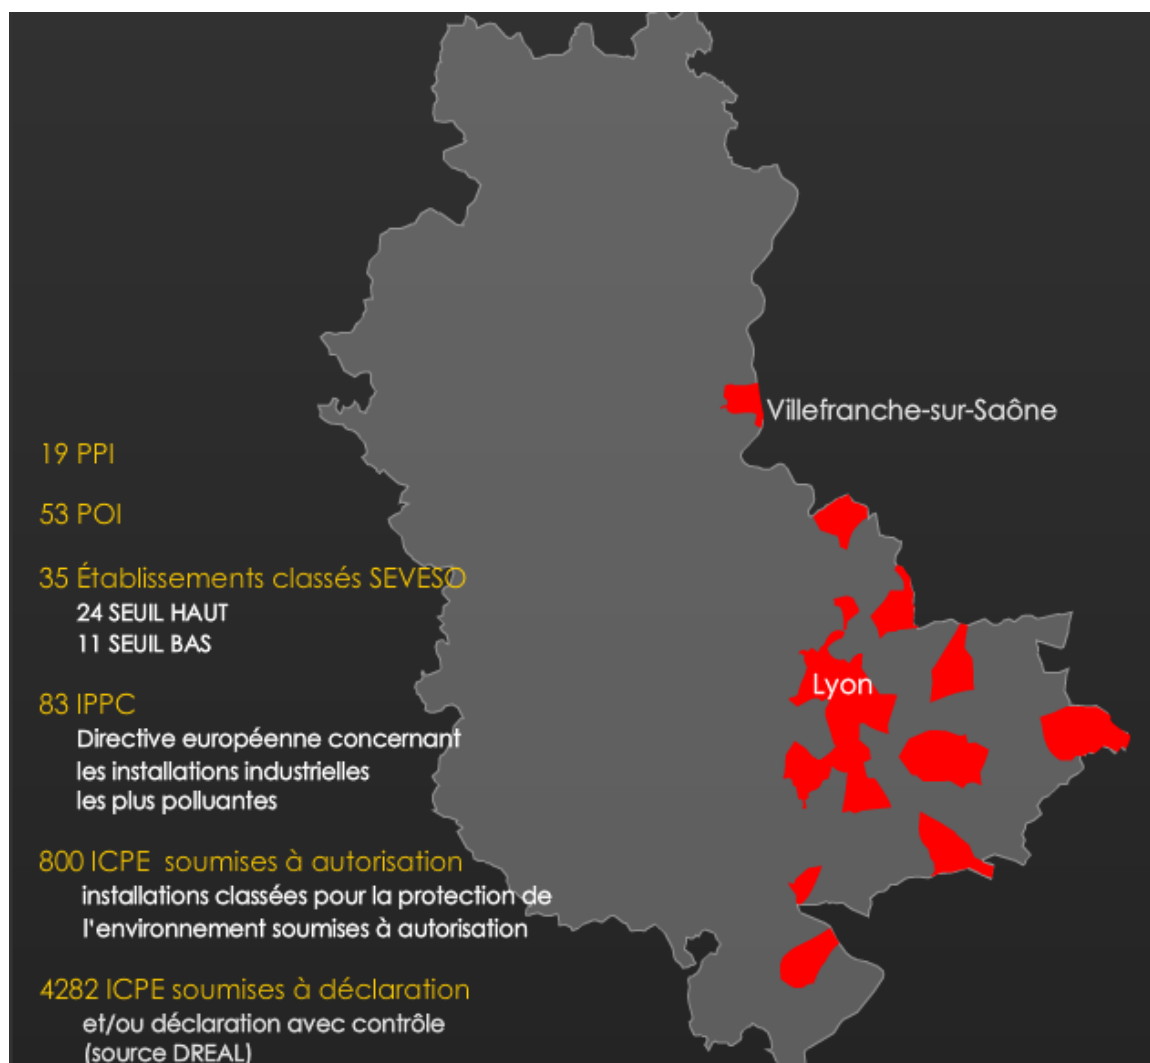 Villefranche-sur-Saône
19 PPI
53 POI
35 Établissements classés SEVESO
24 SEUIL HAUT
11 SEUIL BAS
Lyon
83 IPPC
Directive européenne concernant
les installations industrielles
les plus polluantes
800 ICPE soumises à autorisation
installations classées pour la protection de
l'environnement soumises à autorisation
4282 ICPE soumises à déclaration
et/ou déclaration avec contrôle
(source DREAL)